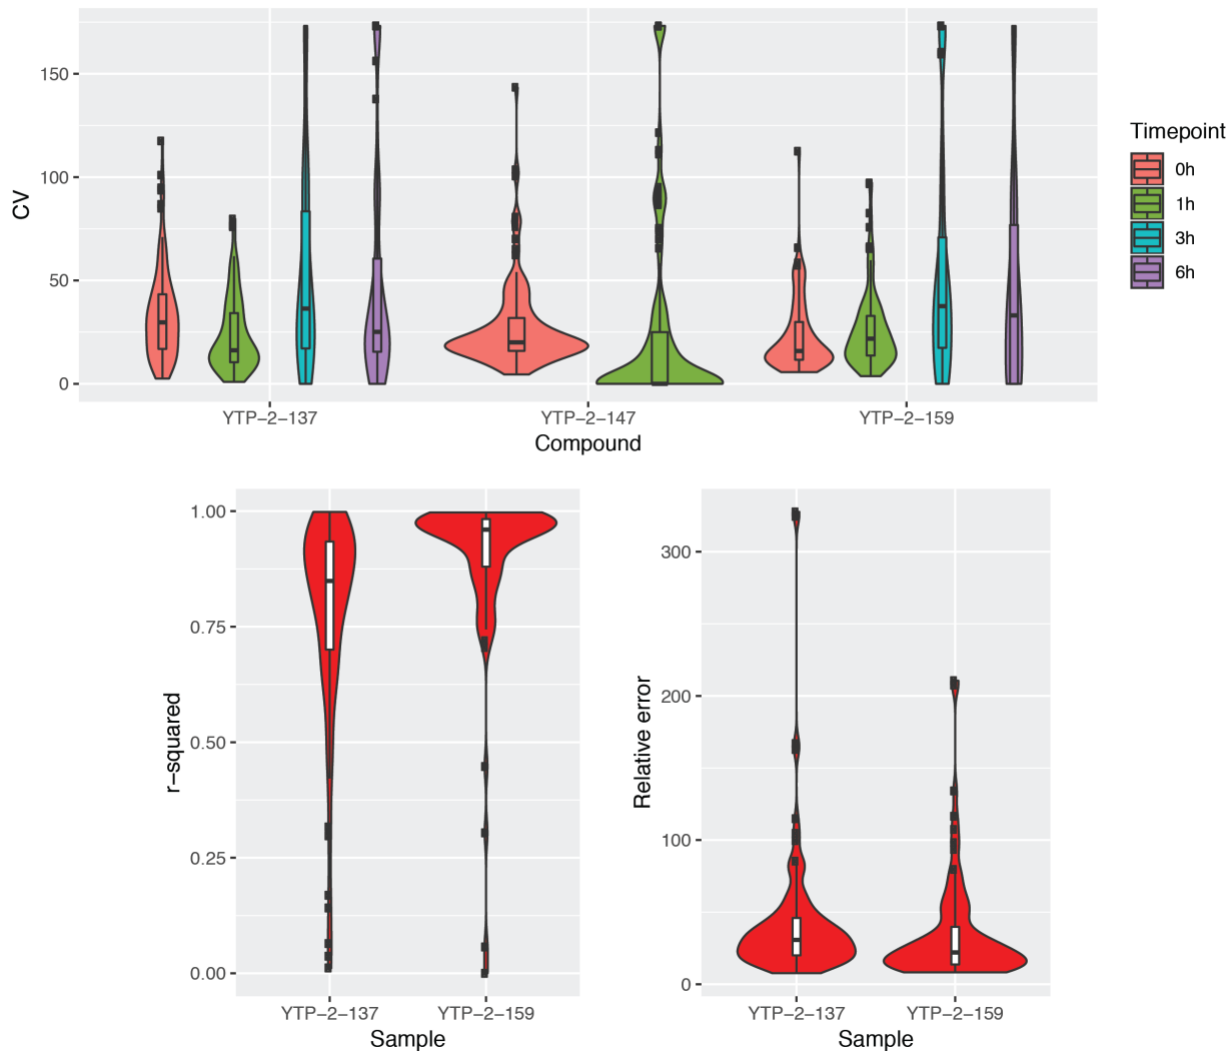 CV
150
100
50
0
YTP-2-137 YTP-2-147 YTP-2-159
Compound
Timepoint
0h
1h
3h
6h
r-squared
1.00
0.75
0.50
0.25
0.00
YTP-2-137 YTP-2-159
Sample
Relative error
300
200
100
0
YTP-2-137 YTP-2-159
Sample